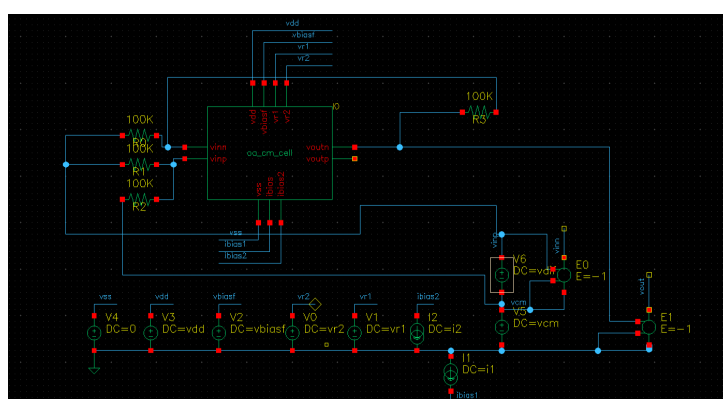 vdd
vbiasf
vr1
vr2
I0
100K
R3
vdd
vbiasf
vr1
vr2
100K
R0
vinn
voutn
oa_cm_cell
100K
vinp
voutp
R1
100K
R2
vss
ibias
ibias2
vss
ibias1
ibias2
vinp
vinn
V6
DC=vdi
E0
E=-1
vout
vcm
V5
DC=vcm
E1
E=-1
vss
V4
DC=0
vdd
V3
DC=vdd
vbiasf
V2
DC=vbiasf
vr2
V0
DC=vr2
vr1
V1
DC=vr1
ibias2
I2
DC=i2
I1
DC=i1
ibias1